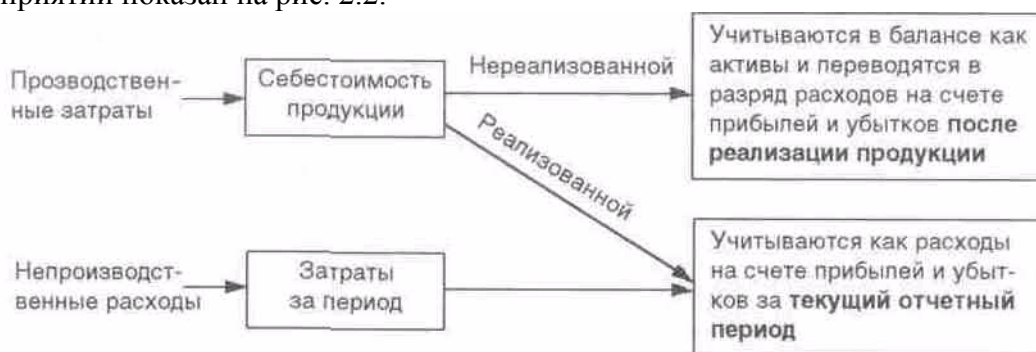 приятии показан на рис. 2.2.
Прозводствен-
ные затраты
Себестоимость
продукции
Нереализованной
Реализованной
Учитываются в балансе как
активы и переводятся в
разряд расходов на счете
прибылей и убытков после
реализации продукции
Непроизводст-
венные расходы
Затраты
за период
Учитываются как расходы
на счете прибылей и убыт-
ков за текущий отчетный
период